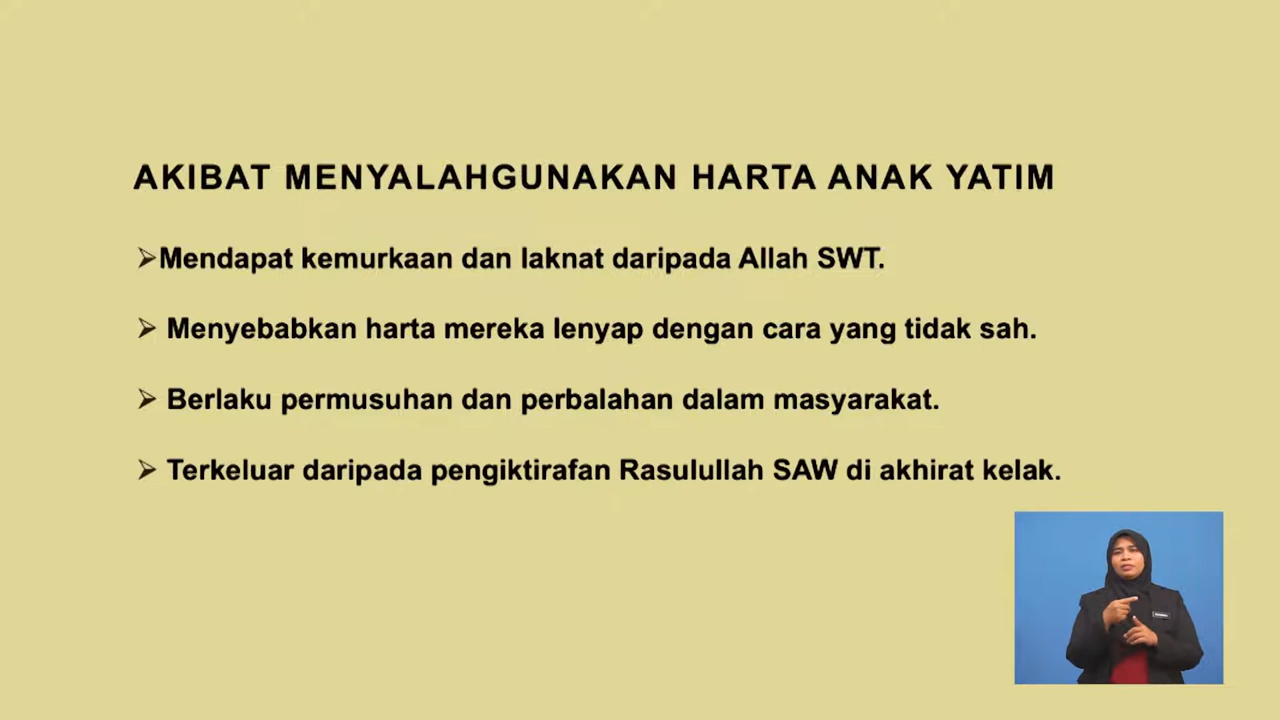 AKIBAT MENYALAHGUNAKAN HARTA ANAK YATIM
➢Mendapat kemurkaan dan laknat daripada Allah SWT.
➢ Menyebabkan harta mereka lenyap dengan cara yang tidak sah.
➢ Berlaku permusuhan dan perbalahan dalam masyarakat.
➢ Terkeluar daripada pengiktirafan Rasulullah SAW di akhirat kelak.